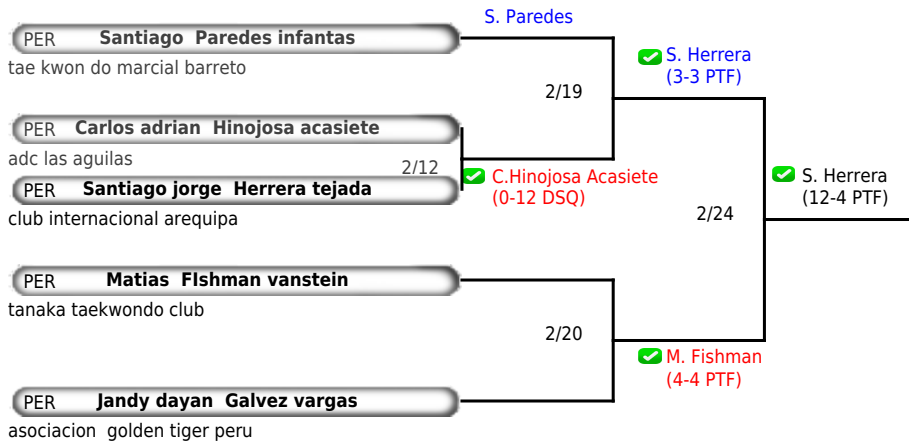 S. Paredes
PER Santiago Paredes infantas
tae kwon do marcial barreto
S. Herrera
(3-3 PTF)
2/19
PER Carlos adrian Hinojosa acasiete
adc las aguilas
2/12
C.Hinojosa Acasiete
(0-12 DSQ)
PER Santiago jorge Herrera tejada
club internacional arequipa
S. Herrera
(12-4 PTF)
2/24
PER Matias FIshman vanstein
tanaka taekwondo club
2/20
M. Fishman
(4-4 PTF)
PER Jandy dayan Galvez vargas
asociacion golden tiger peru